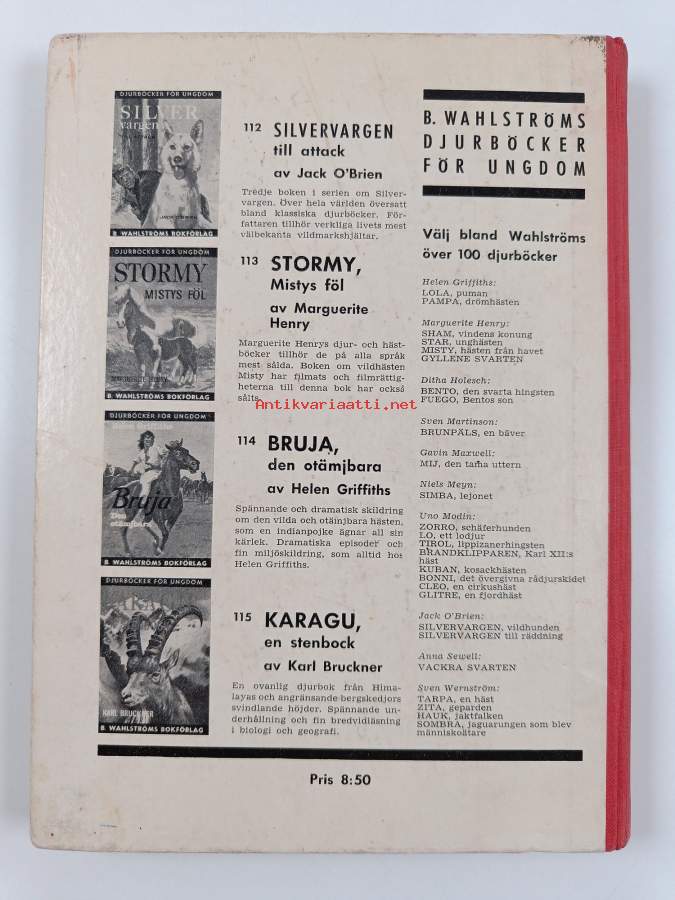 DJURBÖCKER FÖR UNGDOM
SILVER
vargen
TILL ATTACK
JACK O'BRIEN
B. WAHLSTRÖMS BOKFÖRLAG
112 SILVERVARGEN
till attack
av Jack O'Brien
Tredje boken i serien om Silver-
vargen. Över hela världen översatt
bland klassiska djurböcker. För-
fattaren tillhör verkliga livets mest
välbekanta vildmarkshjältar.
DJURBÖCKER FÖR UNGDOM
STORMY
MISTYS FÖL
MARGUERITE HENRY
B. WAHLSTRÖMS BOKFÖRLAG
113 STORMY,
Mistys föl
av Marguerite
Henry
Marguerite Henrys djur- och häst-
böcker tillhör de på alla språk
mest sålda. Boken om vildhästen
Misty har filmats och filmrättig-
heterna till denna bok har också
sålts.
Antikvariaatti.net
DJURBÖCKER FÖR UNGDOM
Helen Griffiths
Bruja
Den
otämjbara
B. WAHLSTRÖMS BOKFÖRLAG
114 BRUJA,
den otämjbara
av Helen Griffiths
Spännande och dramatisk skildring
om den vilda och otämjbara hästen,
som en indianpojke ägnar all sin
kärlek. Dramatiska episoder och
fin miljöskildring, som alltid hos
Helen Griffiths.
DJURBÖCKER FÖR UNGDOM
KARL BRUCKNER
B. WAHLSTRÖMS BOKFÖRLAG
115 KARAGU,
en stenbock
av Karl Bruckner
En ovanlig djurbok från Hima-
layas och angränsande bergskedjors
svindlande höjder. Spännande un-
derhållning och fin bredvidläsning
i biologi och geografi.
B. WAHLSTRÖMS
DJURBÖCKER
FÖR UNGDOM
Välj bland Wahlströms
över 100 djurböcker
Helen Griffiths:
LOLA, puman
PAMPA, drömhästen
Marguerite Henry:
SHAM, vindens konung
STAR, unghästen
MISTY, hästen från havet
GYLLENE SVARTEN
Ditha Holesch:
BENTO, den svarta hingsten
FUEGO, Bentos son
Sven Martinson:
BRUNPÄLS, en bäver
Gavin Maxwell:
MIJ, den tama uttern
Niels Meyn:
SIMBA, lejonet
Uno Modin:
ZORRO, schäferhunden
LO, ett lodjur
TIROL, lippizanerhingsten
BRANDKLIPPAREN, Karl XII:s
häst
KUBAN, kosackhästen
BONNI, det övergivna rådjurskidet
CLEO, en cirkushäst
GLITRE, en fjordhäst
Jack O'Brien:
SILVERVARGEN, vildhunden
SILVERVARGEN till räddning
Anna Sewell:
VACKRA SVARTEN
Sven Wernström:
TARPA, en häst
ZITA, geparden
HAUK, jaktfalken
SOMBRA, jaguarungen som blev
människoätare
Pris 8:50